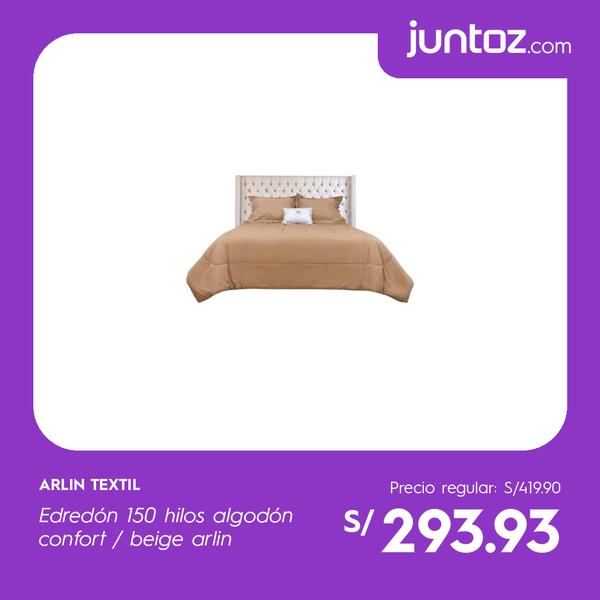 juntoz.com
ARLIN TEXTIL
Edredón 150 hilos algodón
confort / beige arlin
Precio regular: S/419.90
S/ 293.93